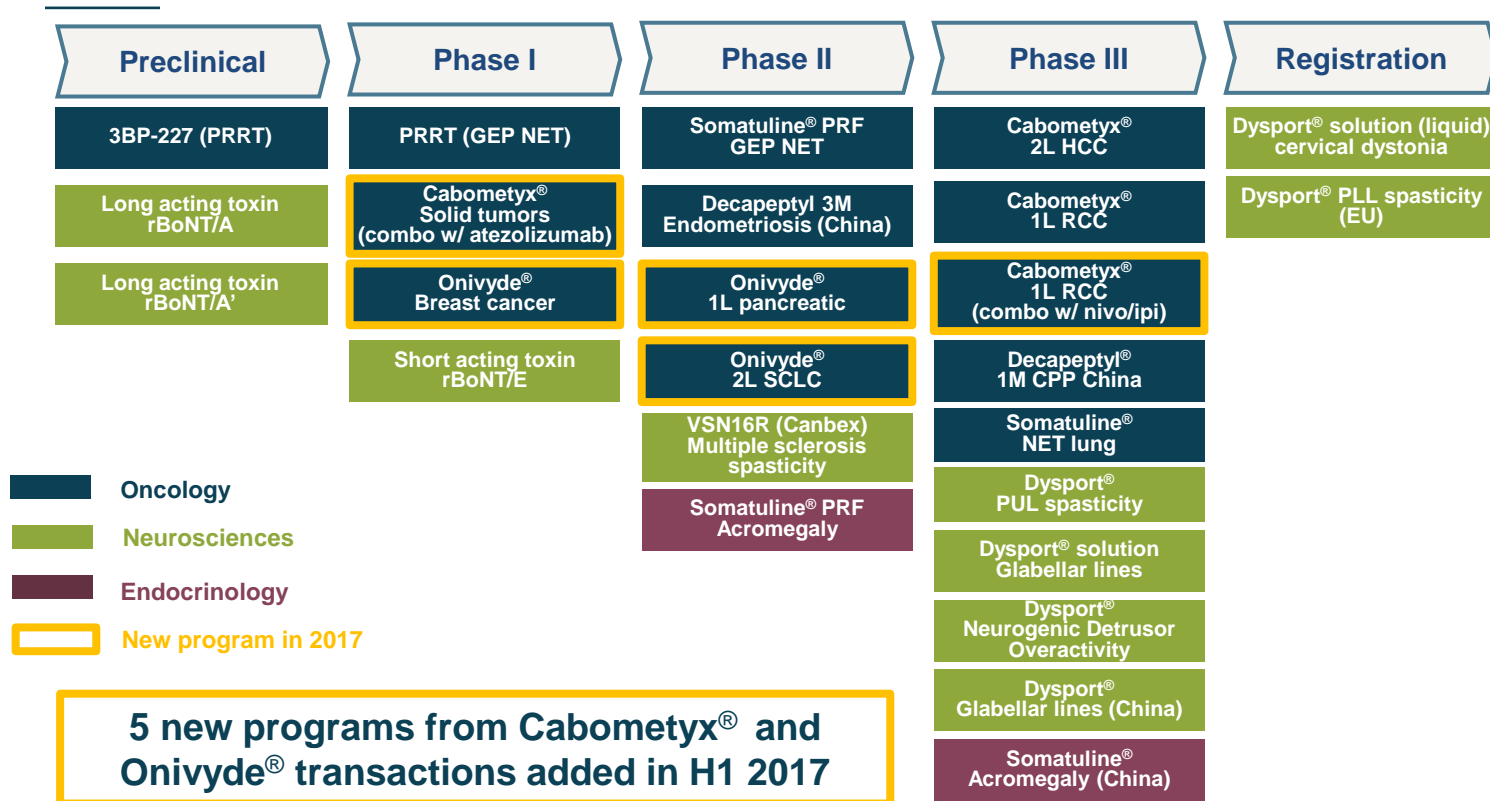 Preclinical
Phase I
Phase II
Phase III
Registration
3BP-227 (PRRT)
Long acting toxin
rBoNT/A
Long acting toxin
rBoNT/A’
PRRT (GEP NET)
Cabometyx®
Solid tumors
(combo w/ atezolizumab)
Onivyde®
Breast cancer
Short acting toxin
rBoNT/E
Somatuline® PRF
GEP NET
Decapeptyl 3M
Endometriosis (China)
Onivyde®
1L pancreatic
Onivyde®
2L SCLC
VSN16R (Canbex)
Multiple sclerosis
spasticity
Somatuline® PRF
Acromegaly
Cabometyx®
2L HCC
Cabometyx®
1L RCC
Cabometyx®
1L RCC
(combo w/ nivo/ipi)
Decapeptyl®
1M CPP China
Somatuline®
NET lung
Dysport®
PUL spasticity
Dysport® solution
Glabellar lines
Dysport®
Neurogenic Detrusor
Overactivity
Dysport®
Glabellar lines (China)
Somatuline®
Acromegaly (China)
Dysport® solution (liquid)
cervical dystonia
Dysport® PLL spasticity
(EU)
Oncology
Neurosciences
Endocrinology
New program in 2017
5 new programs from Cabometyx® and
Onivyde® transactions added in H1 2017